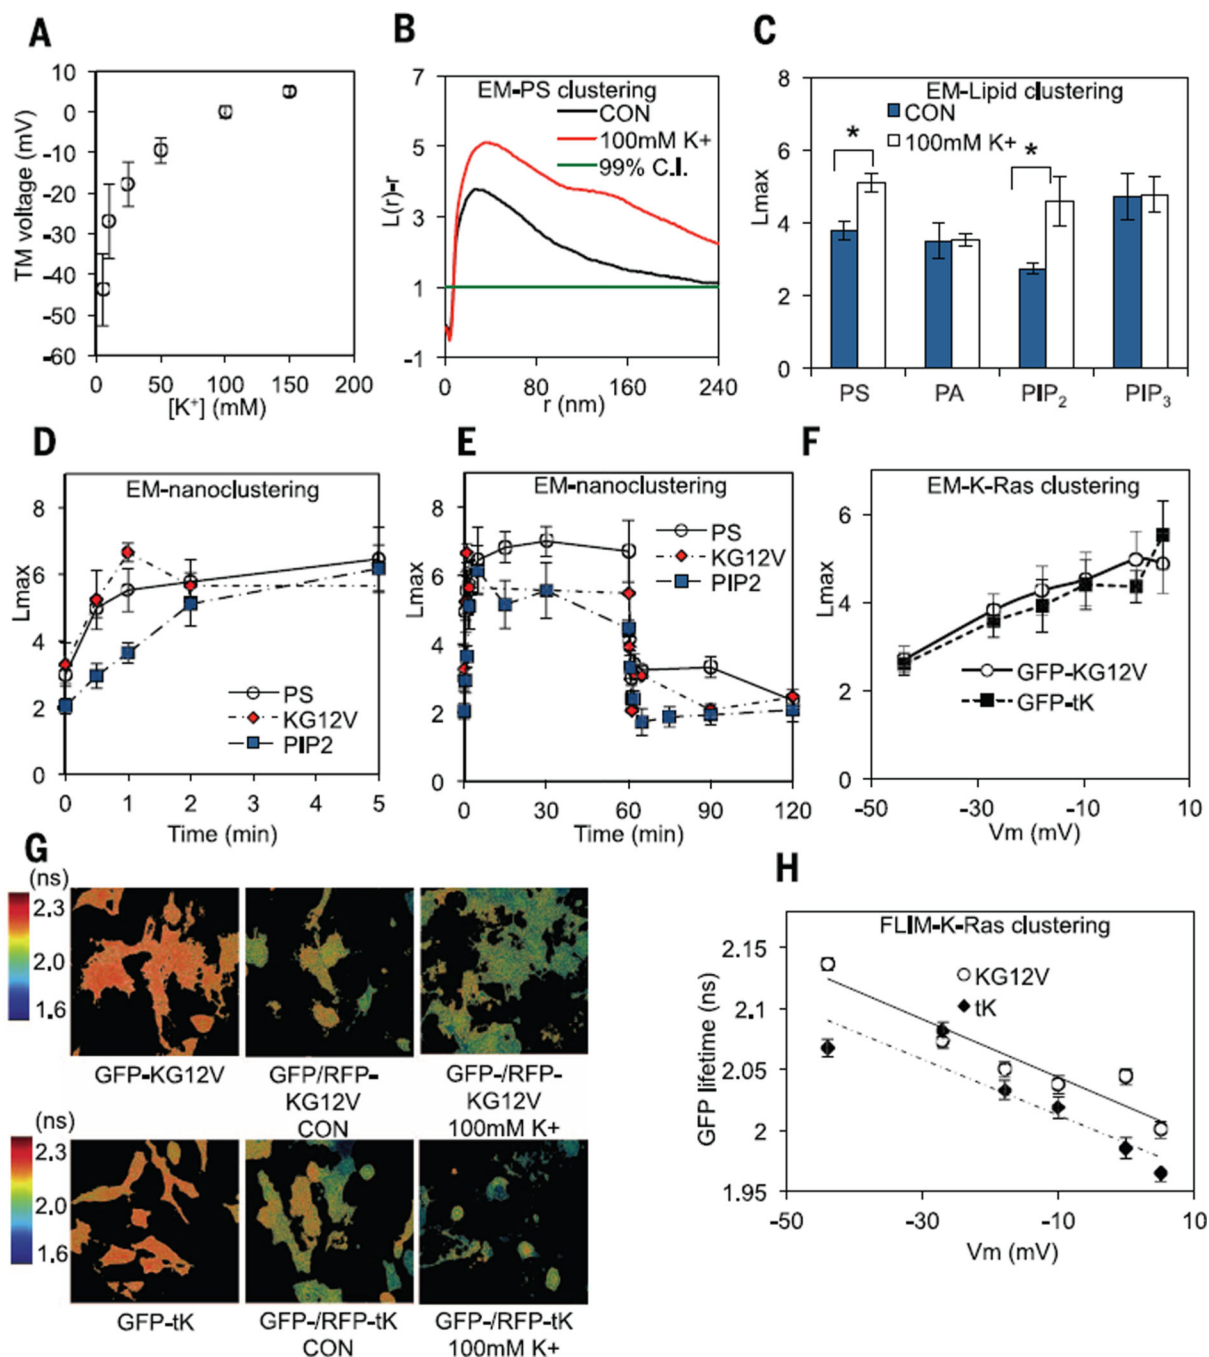 A
10
0
-10
-20
-30
-40
-50
-60
TM voltage (mV)
0
50
100
150
200
[K+] (mM)
B
7
5
3
1
-1
L(r)-r
EM-PS clustering
CON
100mM K+
99% C.I.
0
80
160
240
r (nm)
C
8
6
4
2
0
Lmax
EM-Lipid clustering
CON
100mM K+
*
*
PS
PA
PIP2
PIP3
D
8
6
4
2
0
Lmax
EM-nanoclustering
PS
KG12V
PIP2
0
1
2
5
Time (min)
E
8
6
4
2
0
Lmax
EM-nanoclustering
PS
KG12V
PIP2
0
30
60
90
120
Time (min)
F
6
4
2
0
Lmax
EM-K-Ras clustering
GFP-KG12V
GFP-tK
-50
-30
-10
10
Vm (mV)
G
(ns)
2.3
2.0
1.6
GFP-KG12V
GFP/RFP-
KG12V
CON
GFP-/RFP-
KG12V
100mM K+
(ns)
2.3
2.0
1.6
GFP-tK
GFP-/RFP-tK
CON
GFP-/RFP-tK
100mM K+
H
2.15
2.1
2.05
2
1.95
GFP lifetime (ns)
FLIM-K-Ras clustering
KG12V
tK
-50
-30
-10
10
Vm (mV)